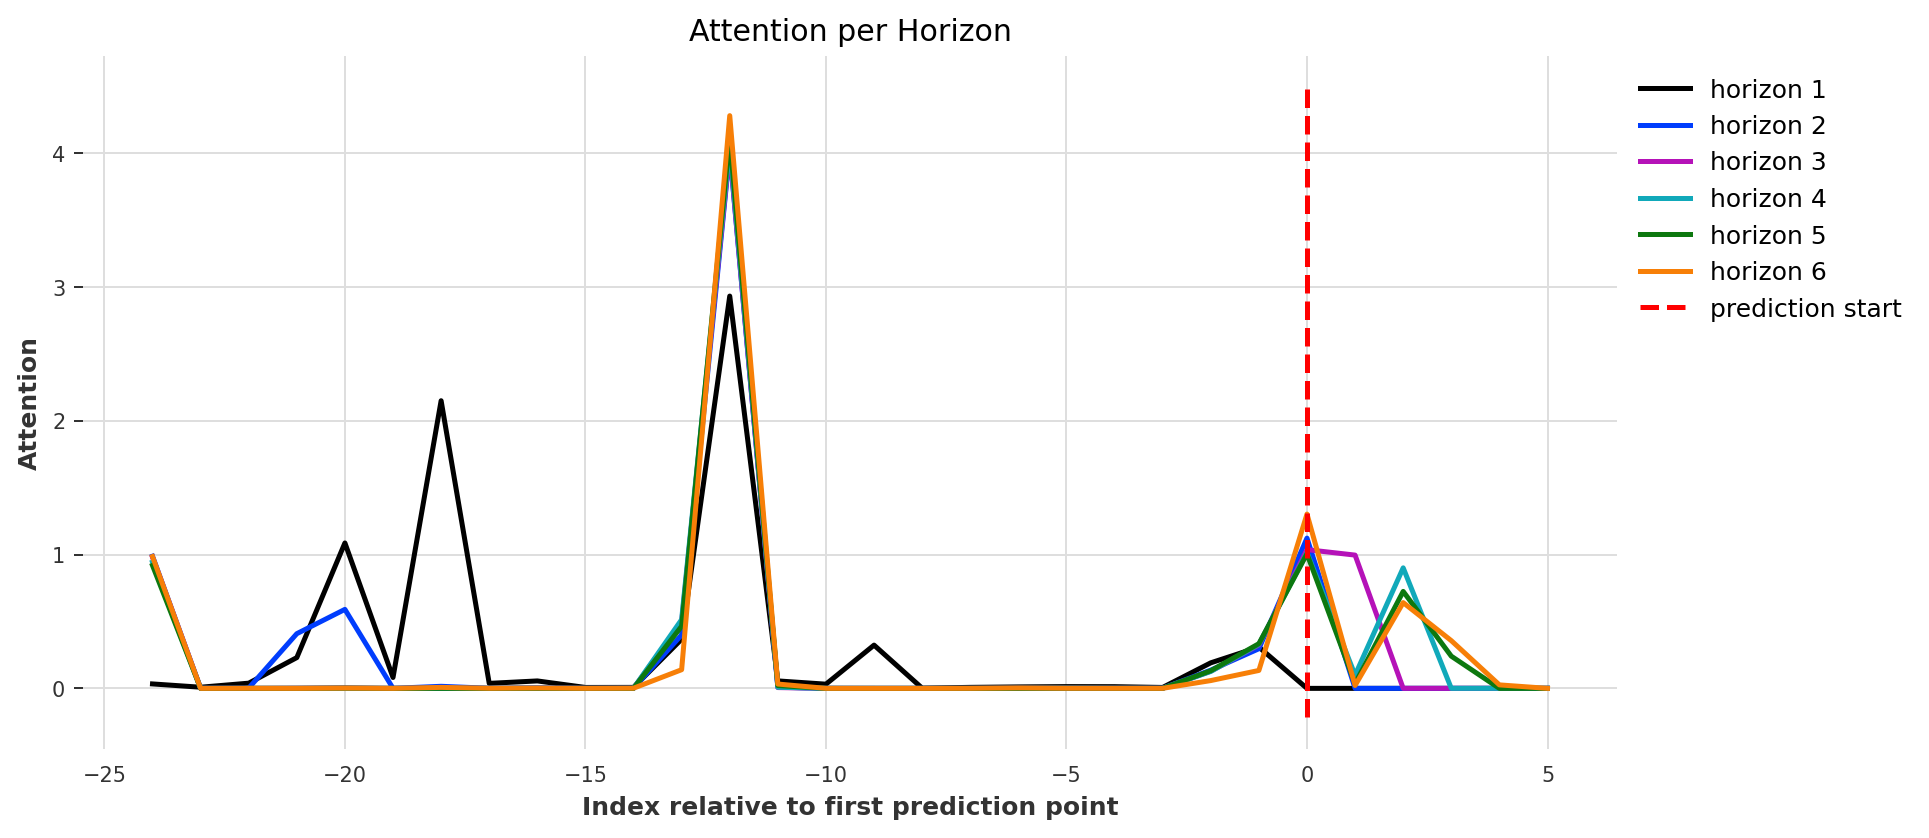 Attention per Horizon
horizon 1
horizon 2
horizon 3
horizon 4
horizon 5
horizon 6
prediction start
Attention
4
3
2
1
0
−25
−20
−15
−10
−5
0
5
Index relative to first prediction point